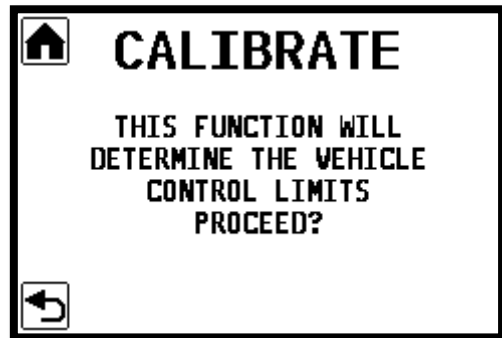 CALIBRATE
THIS FUNCTION WILL
DETERMINE THE VEHICLE
CONTROL LIMITS
PROCEED?